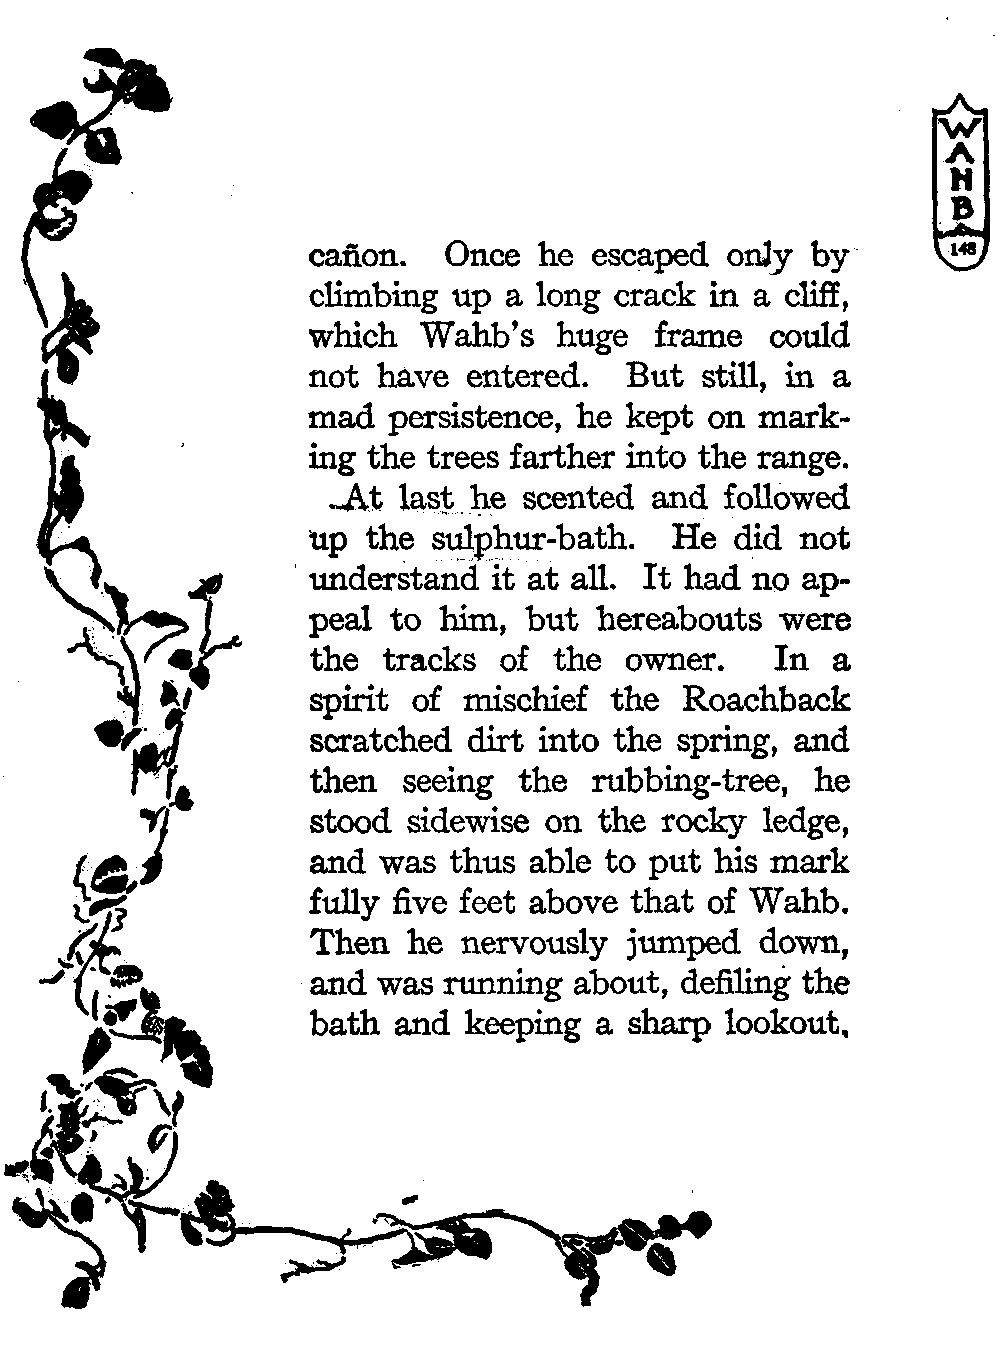 WAHB
148
cañon. Once he escaped only by
climbing up a long crack in a cliff,
which Wahb's huge frame could
not have entered. But still, in a
mad persistence, he kept on mark-
ing the trees farther into the range.
At last he scented and followed
up the sulphur-bath. He did not
understand it at all. It had no ap-
peal to him, but hereabouts were
the tracks of the owner. In a
spirit of mischief the Roachback
scratched dirt into the spring, and
then seeing the rubbing-tree, he
stood sidewise on the rocky ledge,
and was thus able to put his mark
fully five feet above that of Wahb.
Then he nervously jumped down,
and was running about, defiling the
bath and keeping a sharp lookout,